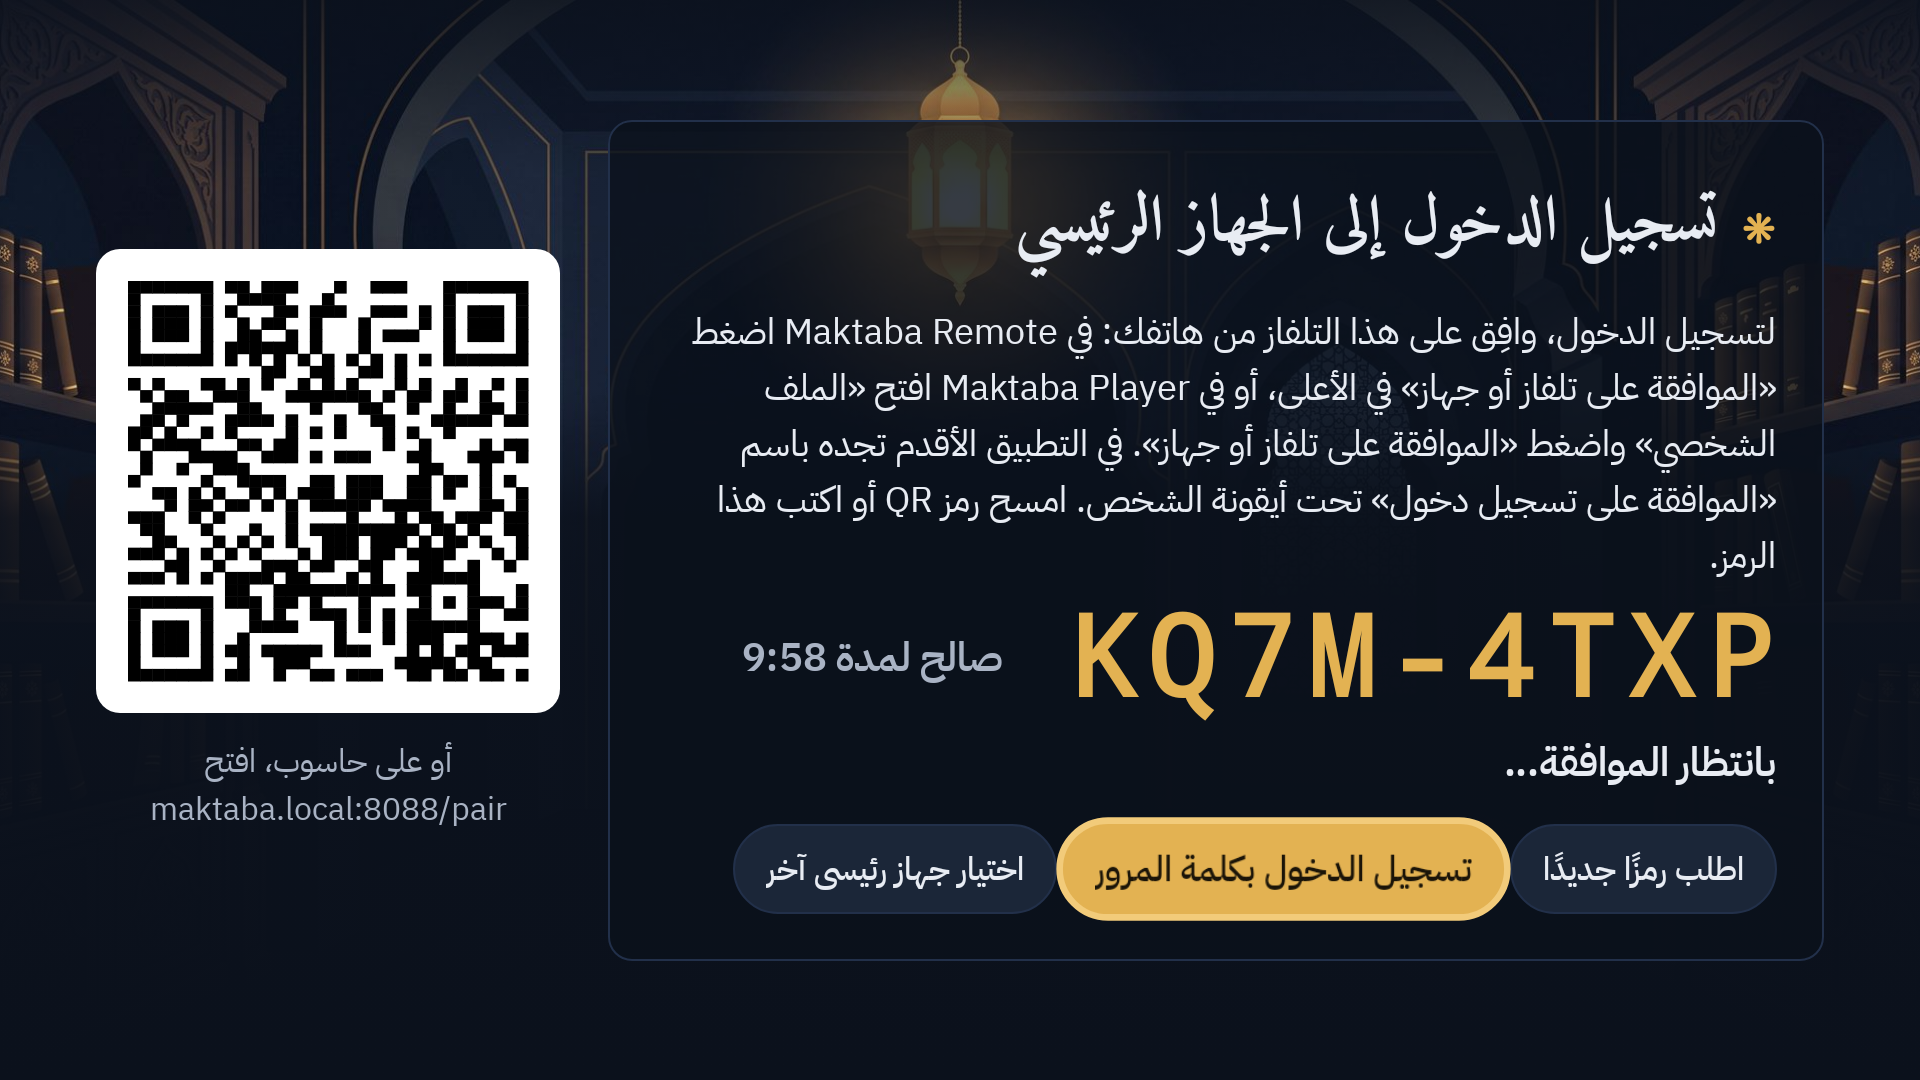 تسجيل الدخول إلى الجهاز الرئيسي
لتسجيل الدخول، وافِق على هذا التلفاز من هاتفك: في Maktaba Remote اضغط
«الموافقة على تلفاز أو جهاز» في الأعلى، أو في Maktaba Player افتح «الملف
الشخصي» واضغط «الموافقة على تلفاز أو جهاز». في التطبيق الأقدم تجده باسم
«الموافقة على تسجيل دخول» تحت أيقونة الشخص. امسح رمز QR أو اكتب هذا
الرمز.
KQ7M-4TXP
صالح لمدة 9:58
بانتظار الموافقة...
اطلب رمزًا جديدًا
تسجيل الدخول بكلمة المرور
اختيار جهاز رئيسي آخر
أو على حاسوب، افتح
maktaba.local:8088/pair